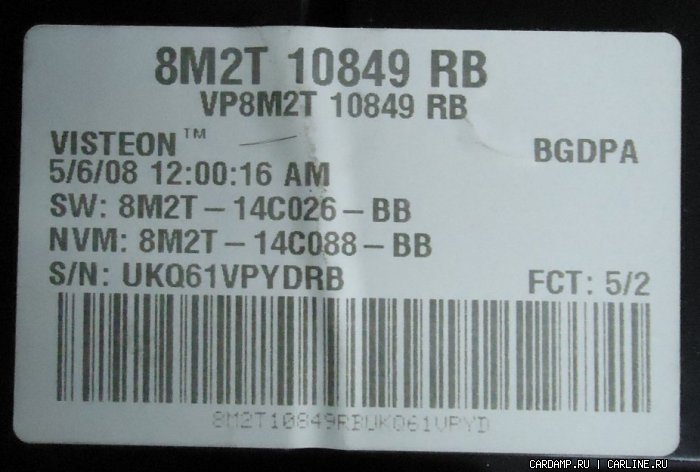 8M2T 10849 RB
VP8M2T 10849 RB
VISTEON™
BGDPA
5/6/08 12:00:16 AM
SW: 8M2T-14C026-BB
NVM: 8M2T-14C088-BB
S/N: UKQ61VPYDRB
FCT: 5/2
8M2T10849RBUKQ61VPYD
CARDAMP.RU | CARLINE.RU